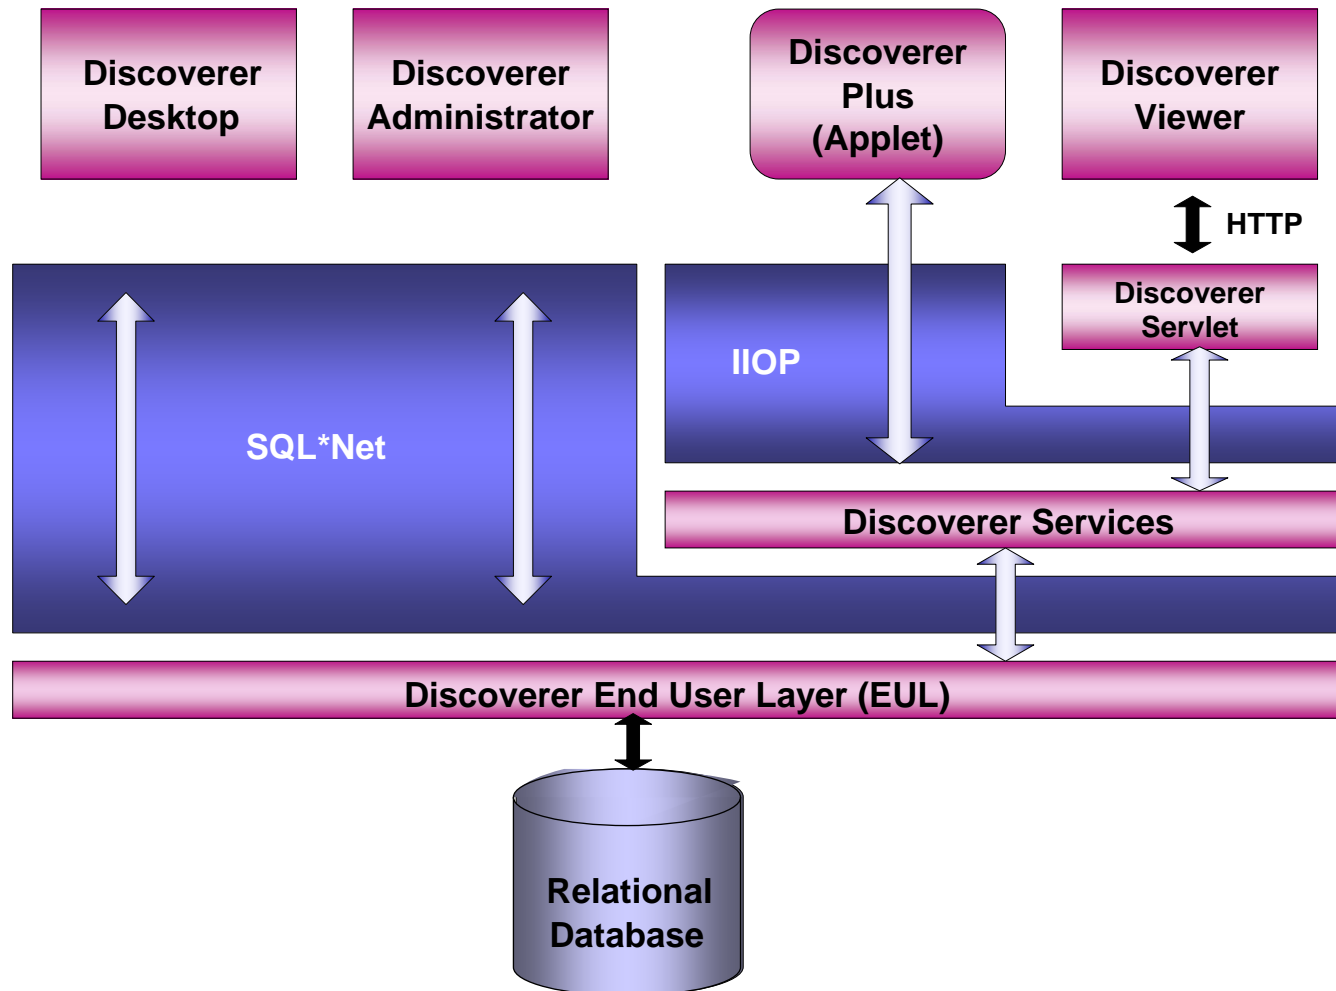 Discoverer
Desktop
Discoverer
Administrator
Discoverer
Plus
(Applet)
Discoverer
Viewer
HTTP
Discoverer
Servlet
IIOP
SQL*Net
Discoverer Services
Discoverer End User Layer (EUL)
Relational
Database